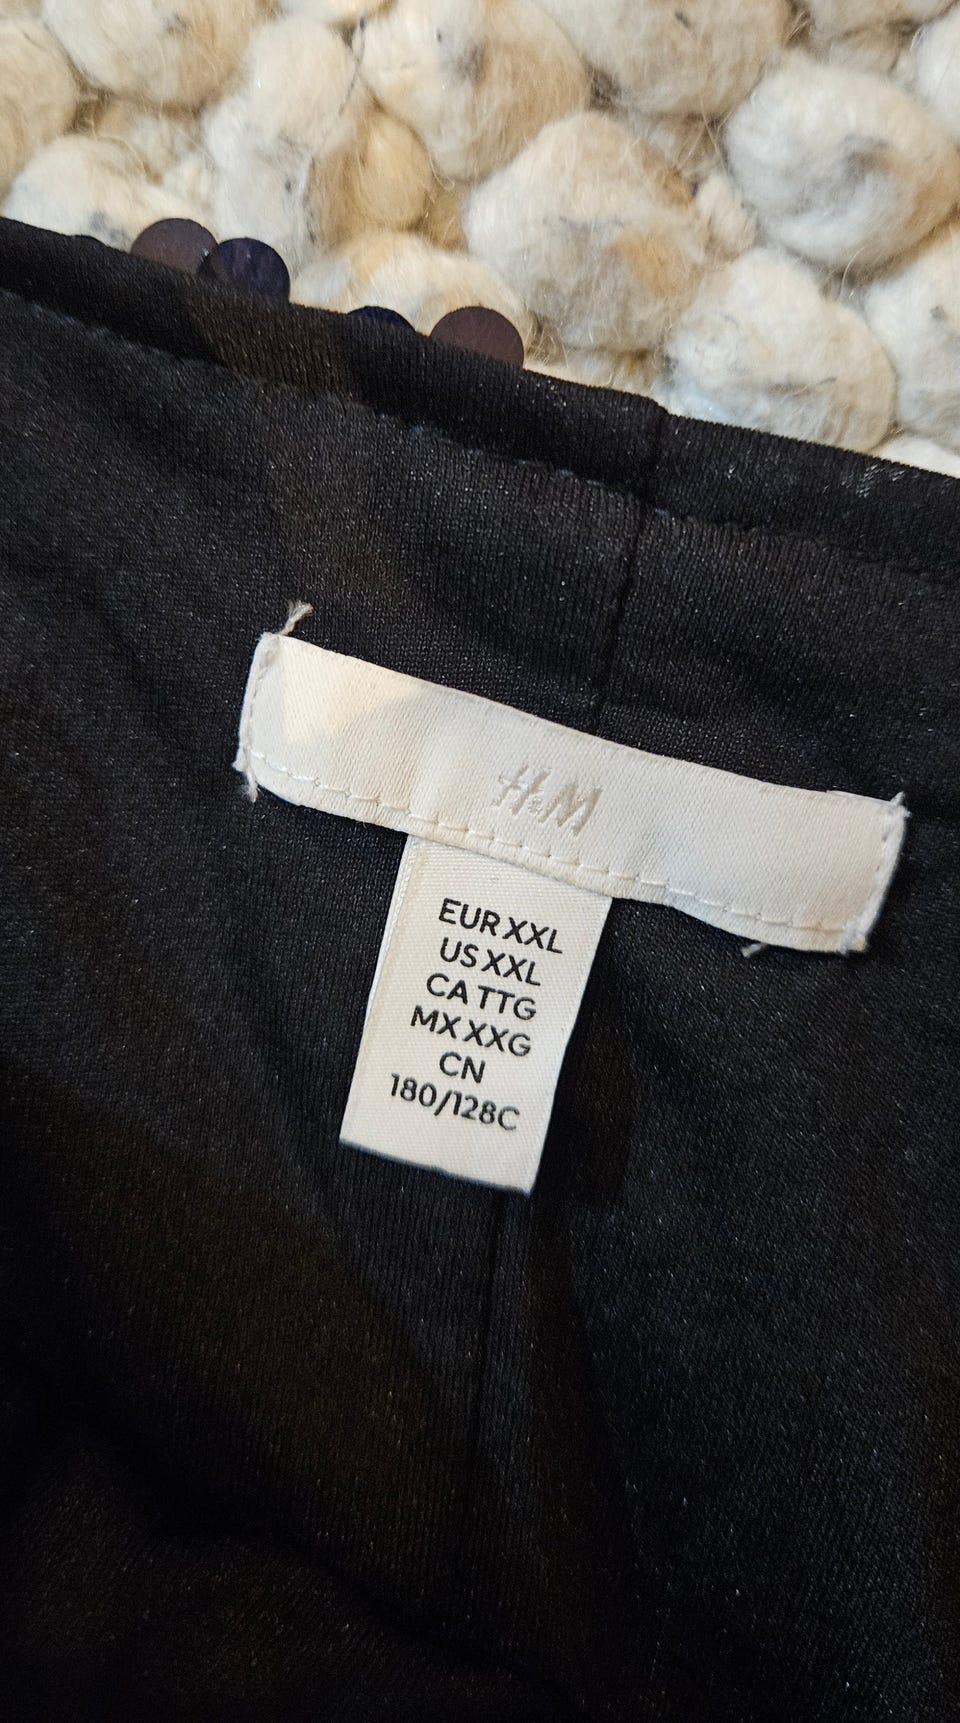 H&M
EUR XXL
US XXL
CA TTG
MX XXG
CN
180/128C